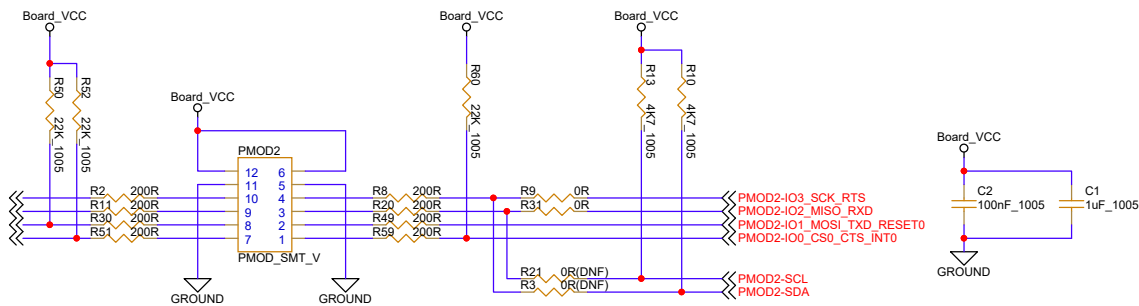 Board_VCC
Board_VCC
Board_VCC
R50
22K_1005
R52
22K_1005
R60
22K_1005
R13
4K7_1005
R10
4K7_1005
Board_VCC
Board_VCC
PMOD2
12 6
11 5
10 4
9 3
8 2
7 1
PMOD_SMT_V
R2 200R
R11 200R
R30 200R
R51 200R
R8 200R
R20 200R
R49 200R
R59 200R
R9 0R
R31 0R
PMOD2-IO3_SCK_RTS
PMOD2-IO2_MISO_RXD
PMOD2-IO1_MOSI_TXD_RESET0
PMOD2-IO0_CS0_CTS_INT0
R21 0R(DNF)
R3 0R(DNF)
PMOD2-SCL
PMOD2-SDA
C2
100nF_1005
C1
1uF_1005
GROUND
GROUND
GROUND